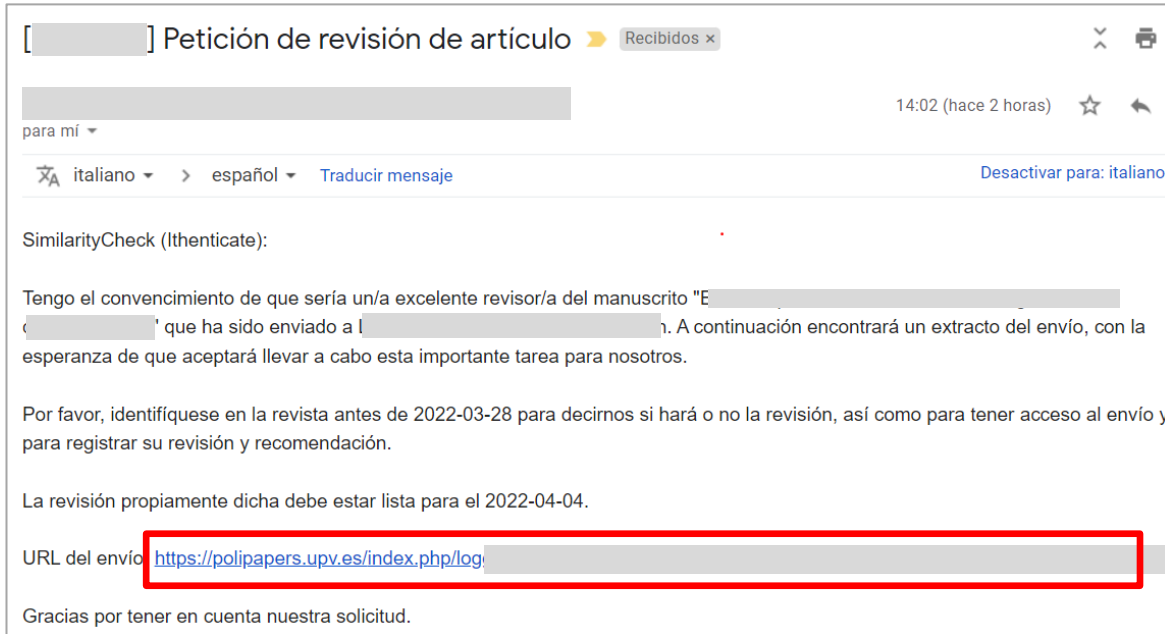 [ ] Petición de revisión de artículo Recibidos ×
14:02 (hace 2 horas)
para mí
italiano > español Traducir mensaje Desactivar para: italiano
SimilarityCheck (Ithenticate):
Tengo el convencimiento de que sería un/a excelente revisor/a del manuscrito "E
" que ha sido enviado a L n. A continuación encontrará un extracto del envío, con la
esperanza de que aceptará llevar a cabo esta importante tarea para nosotros.
Por favor, identifíquese en la revista antes de 2022-03-28 para decirnos si hará o no la revisión, así como para tener acceso al envío y
para registrar su revisión y recomendación.
La revisión propiamente dicha debe estar lista para el 2022-04-04.
URL del envío https://polipapers.upv.es/index.php/log
Gracias por tener en cuenta nuestra solicitud.